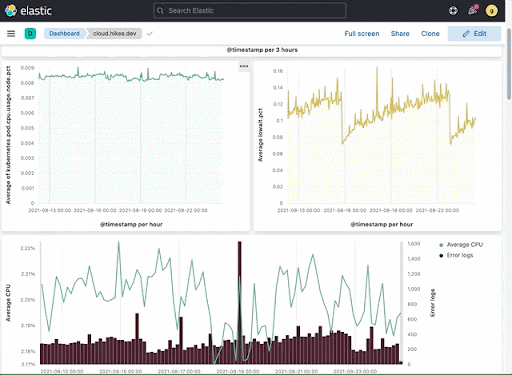 elastic
Search Elastic
9
D
Dashboard
cloud.hikes.dev
Full screen
Share
Clone
Edit
@timestamp per 3 hours
Average of kubernetes.pod.cpu.usage.node.pct
0.009
0.008
0.007
0.006
0.005
0.004
0.003
0.002
0.001
0
2021-08-13 00:00
2021-08-16 00:00
2021-08-19 00:00
2021-08-22 00:00
@timestamp per hour
Average iowait.pct
0.16
0.14
0.12
0.1
0.08
0.06
0.04
0.02
0
2021-08-13 00:00
2021-08-16 00:00
2021-08-19 00:00
2021-08-22 00:00
@timestamp per hour
Average CPU
2.22%
2.20%
2.18%
2.17%
1,600
1,400
1,200
1,000
800
600
400
200
0
Error logs
Average CPU
Error logs
2021-08-13 00:00
2021-08-15 00:00
2021-08-17 00:00
2021-08-19 00:00
2021-08-21 00:00
2021-08-23 00:00